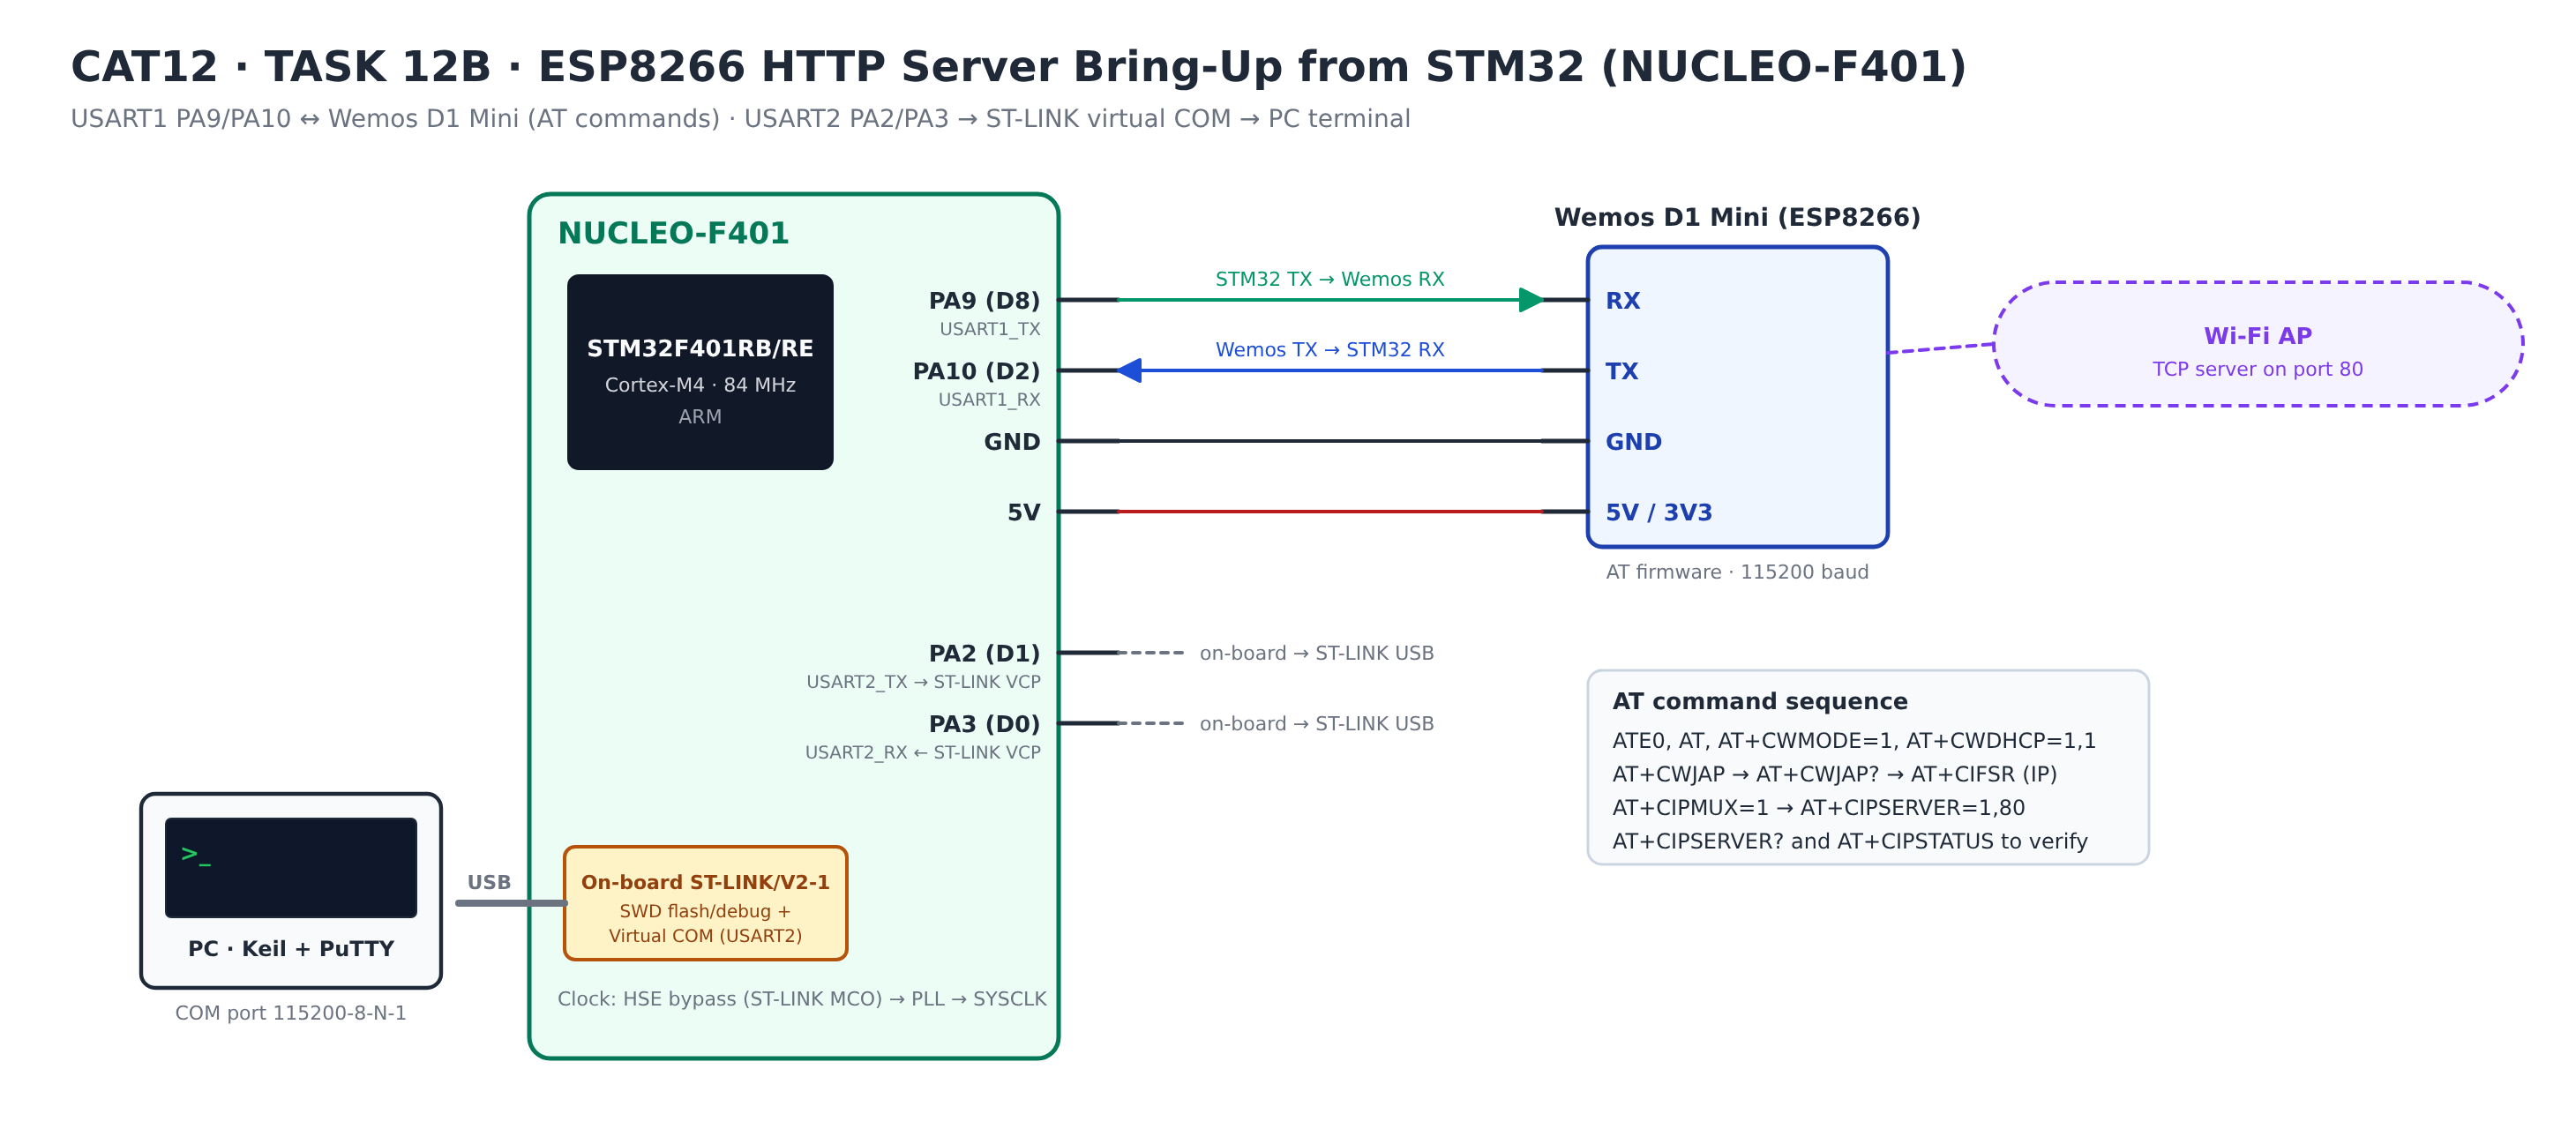 CAT12 · TASK 12B · ESP8266 HTTP Server Bring-Up from STM32 (NUCLEO-F401)
USART1 PA9/PA10 ↔ Wemos D1 Mini (AT commands) · USART2 PA2/PA3 → ST-LINK virtual COM → PC terminal
NUCLEO-F401
STM32F401RB/RE
Cortex-M4 · 84 MHz
ARM
PA9 (D8)
USART1_TX
PA10 (D2)
USART1_RX
GND
5V
STM32 TX → Wemos RX
Wemos TX → STM32 RX
Wemos D1 Mini (ESP8266)
RX
TX
GND
5V / 3V3
AT firmware · 115200 baud
Wi-Fi AP
TCP server on port 80
PA2 (D1)
USART2_TX → ST-LINK VCP
on-board → ST-LINK USB
PA3 (D0)
USART2_RX ← ST-LINK VCP
on-board → ST-LINK USB
AT command sequence
ATE0, AT, AT+CWMODE=1, AT+CWDHCP=1,1
AT+CWJAP → AT+CWJAP? → AT+CIFSR (IP)
AT+CIPMUX=1 → AT+CIPSERVER=1,80
AT+CIPSERVER? and AT+CIPSTATUS to verify
>_
PC · Keil + PuTTY
COM port 115200-8-N-1
USB
On-board ST-LINK/V2-1
SWD flash/debug +
Virtual COM (USART2)
Clock: HSE bypass (ST-LINK MCO) → PLL → SYSCLK